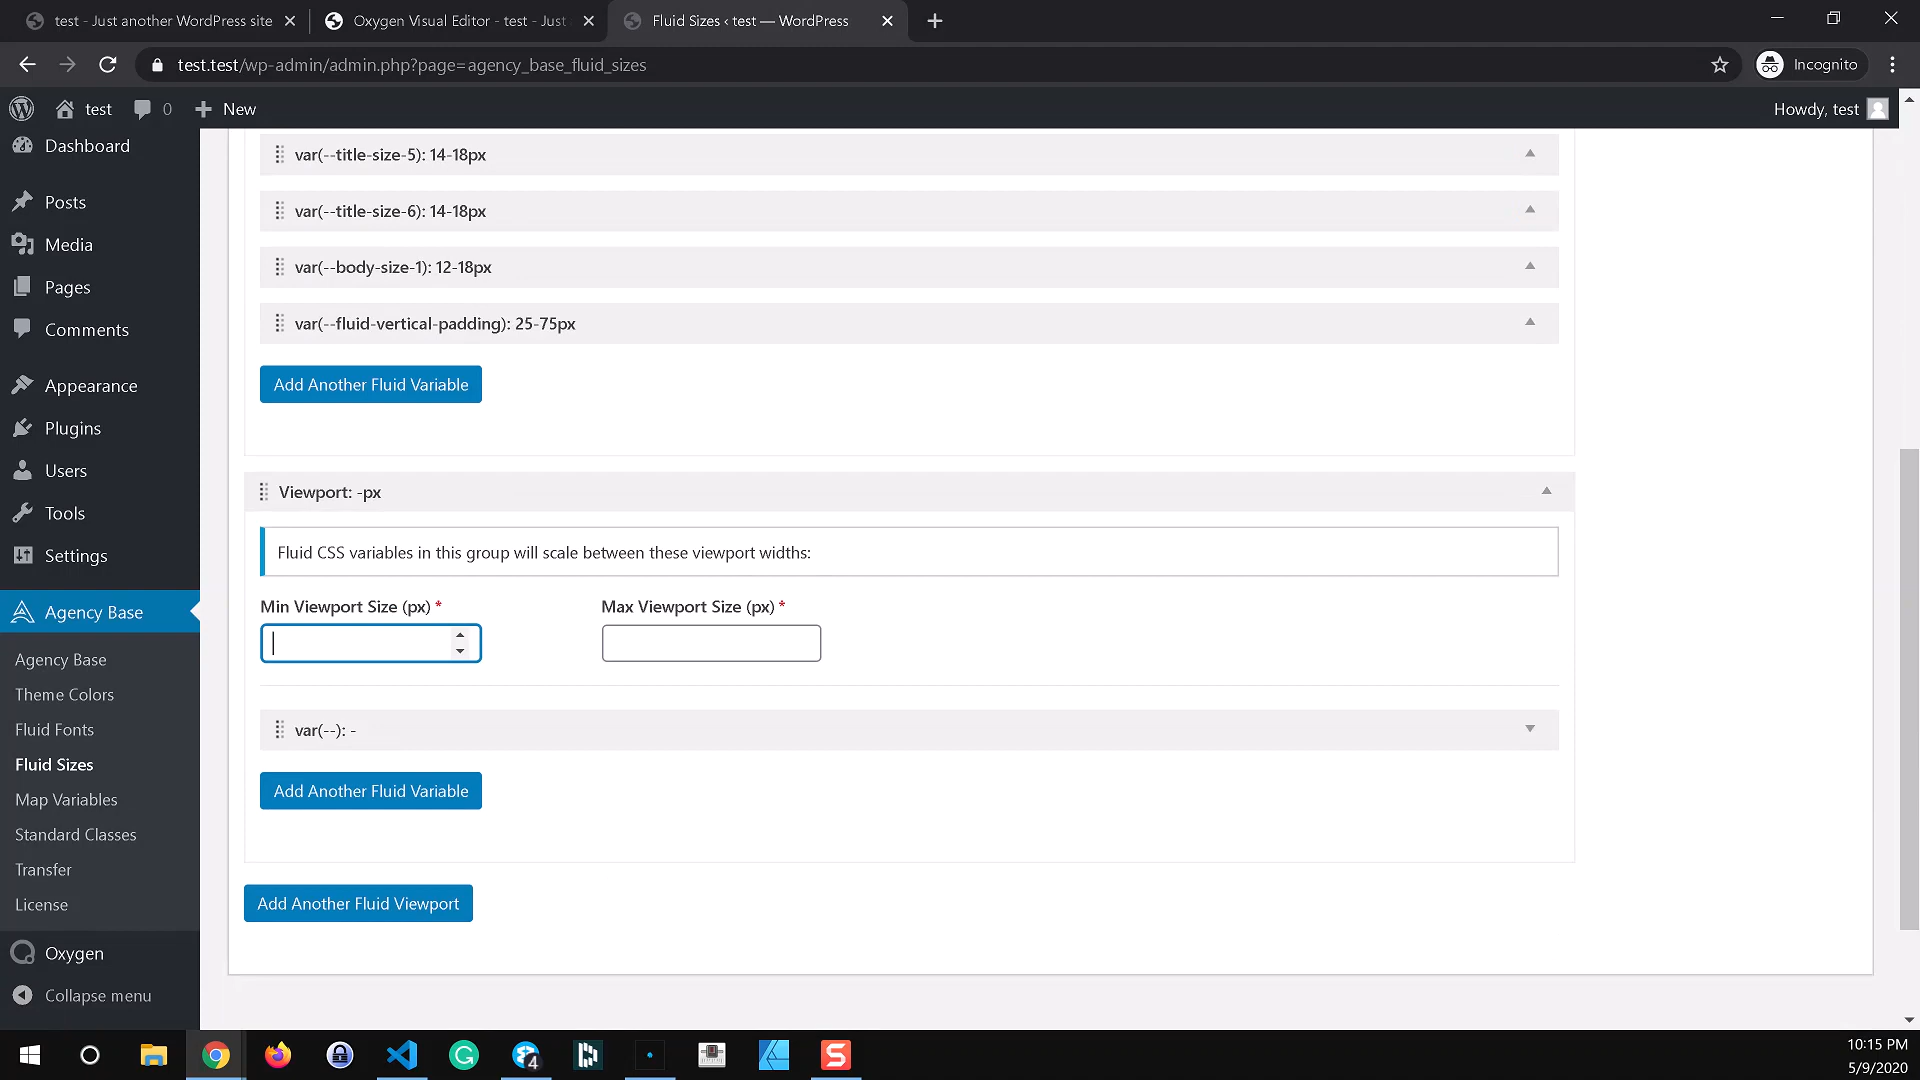 test - Just another WordPress site
Oxygen Visual Editor - test - Just
Fluid Sizes ‹ test — WordPress
test.test/wp-admin/admin.php?page=agency_base_fluid_sizes
Incognito
test
0
New
Howdy, test
Dashboard
Posts
Media
Pages
Comments
Appearance
Plugins
Users
Tools
Settings
Agency Base
Agency Base
Theme Colors
Fluid Fonts
Fluid Sizes
Map Variables
Standard Classes
Transfer
License
Oxygen
Collapse menu
var(--title-size-5): 14-18px
var(--title-size-6): 14-18px
var(--body-size-1): 12-18px
var(--fluid-vertical-padding): 25-75px
Add Another Fluid Variable
Viewport: -px
Fluid CSS variables in this group will scale between these viewport widths:
Min Viewport Size (px) *
Max Viewport Size (px) *
var(--): -
Add Another Fluid Variable
Add Another Fluid Viewport
4
10:15 PM
5/9/2020